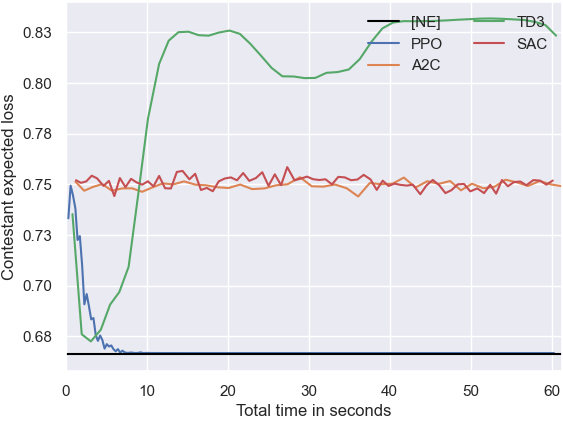 Contestant expected loss
0.83
0.80
0.78
0.75
0.73
0.70
0.68
[NE]
PPO
A2C
TD3
SAC
0 10 20 30 40 50 60
Total time in seconds